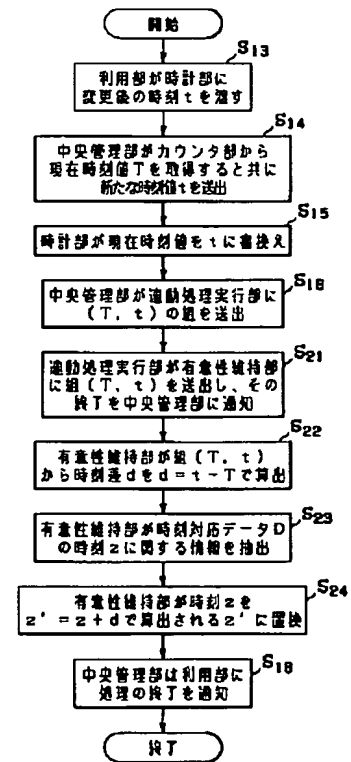 開始
S13
利用部が時計部に
変更後の時刻tを渡す
S14
中央管理部がカウンタ部から
現在時刻値Tを取得すると共に
新たな時刻値tを送出
S15
時計部が現在時刻値をtに書換え
S16
中央管理部が連動処理実行部に
(T, t)の組を送出
S21
連動処理実行部が有意性維持部
に組(T, t)を送出し、その
終了を中央管理部に通知
S22
有意性維持部が組(T, t)
から時刻差dをd=t-Tで算出
S23
有意性維持部が時刻対応データD
の時刻zに関する情報を抽出
S24
有意性維持部が時刻zを
z'=z+dで算出されるz'に置換
S18
中央管理部は利用部に
処理の終了を通知
終了